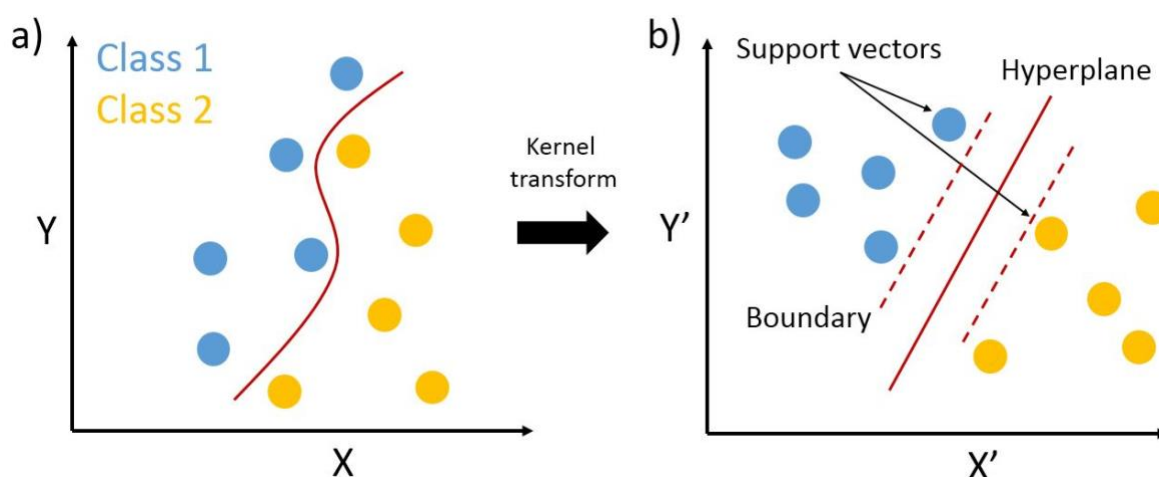 a)
Class 1
Class 2
Y
X
Kernel
transform
b)
Support vectors
Hyperplane
Y’
Boundary
X’